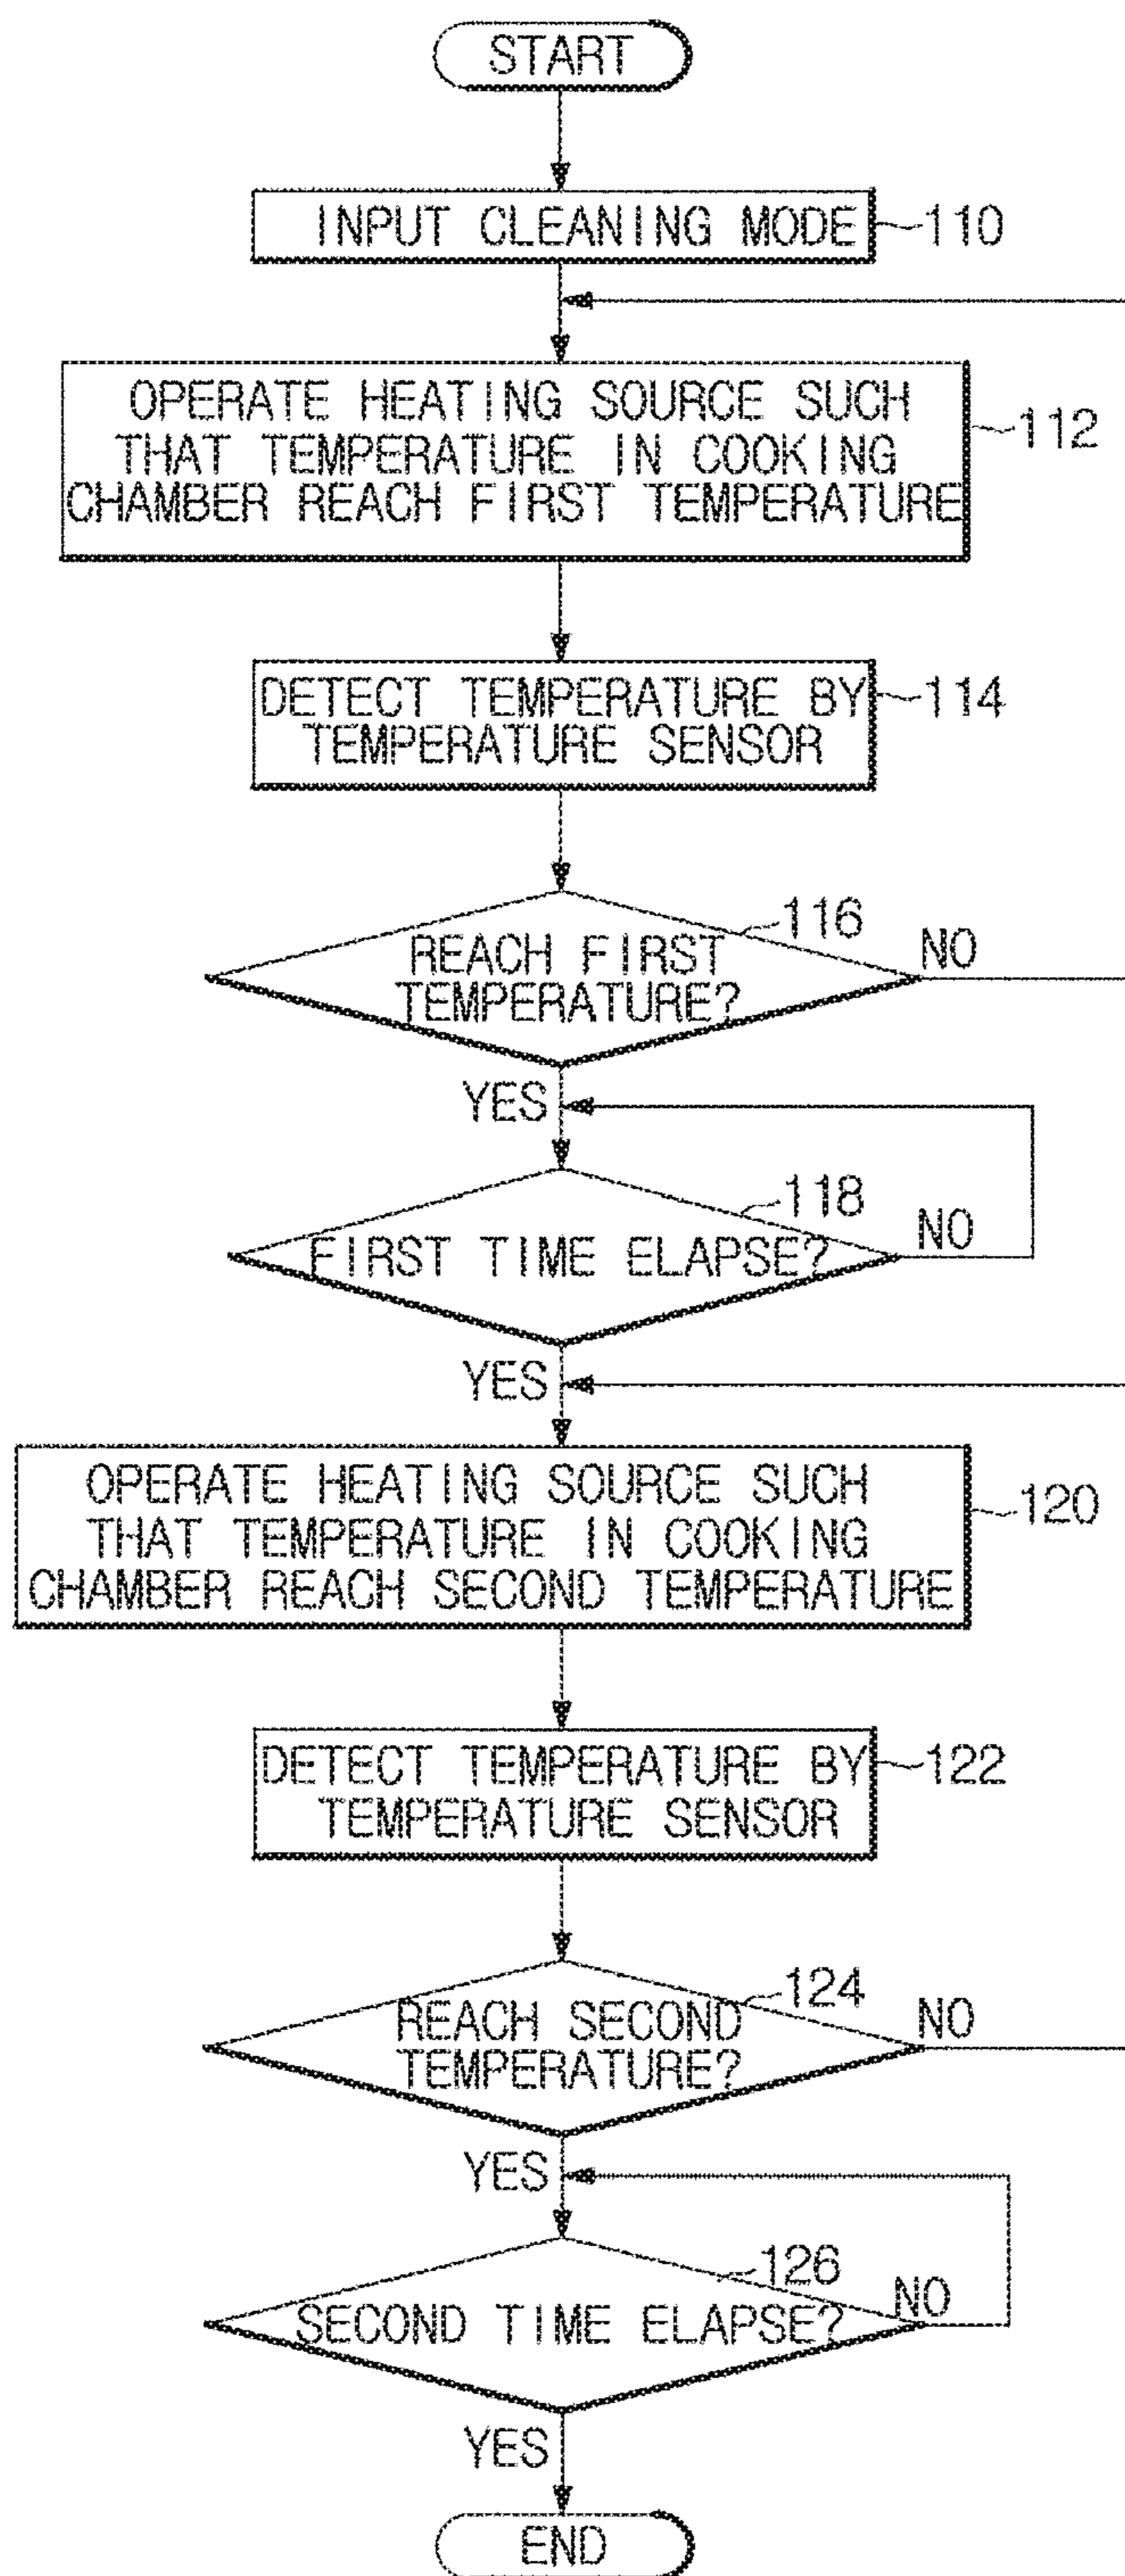 START
INPUT CLEANING MODE
110
OPERATE HEATING SOURCE SUCH
THAT TEMPERATURE IN COOKING
CHAMBER REACH FIRST TEMPERATURE
112
DETECT TEMPERATURE BY
TEMPERATURE SENSOR
114
116
REACH FIRST
TEMPERATURE?
NO
YES
118
FIRST TIME ELAPSE?
NO
YES
OPERATE HEATING SOURCE SUCH
THAT TEMPERATURE IN COOKING
CHAMBER REACH SECOND TEMPERATURE
120
DETECT TEMPERATURE BY
TEMPERATURE SENSOR
122
124
REACH SECOND
TEMPERATURE?
NO
YES
126
SECOND TIME ELAPSE?
NO
YES
END